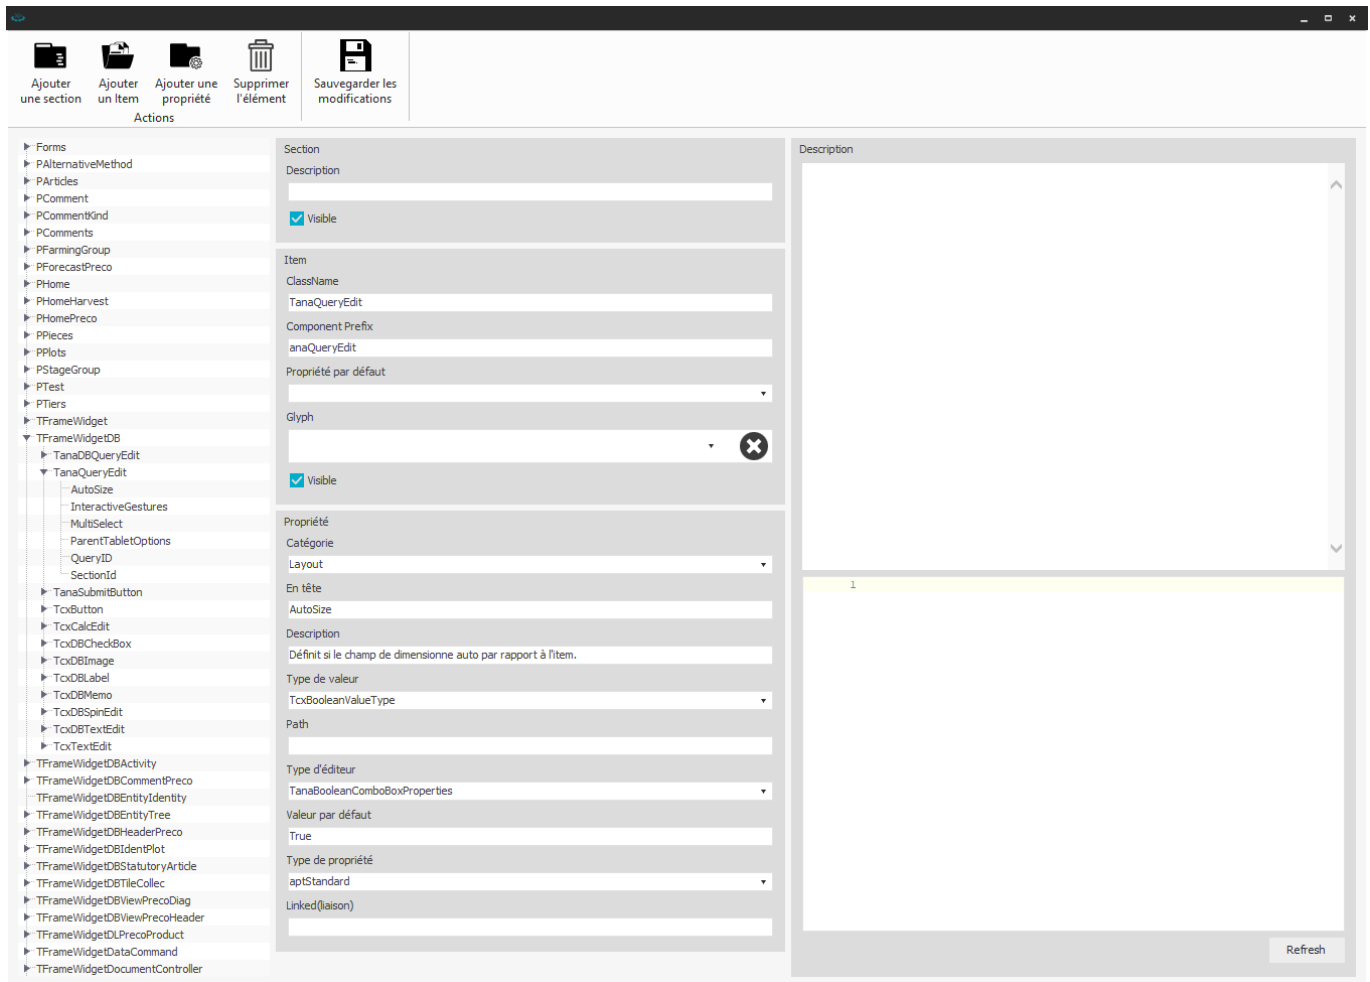 Ajouter
une section
Ajouter
un Item
Ajouter une
propriété
Supprimer
l'élément
Sauvegarder les
modifications
Actions
Forms
PAlternativeMethod
PArticles
PComment
PCommentKind
PComments
PFarmingGroup
PForecastPreco
PHome
PHomeHarvest
PHomePreco
PPieces
PPlots
PStageGroup
PTest
PTiers
TFrameWidget
TFrameWidgetDB
TanaDBQueryEdit
TanaQueryEdit
AutoSize
InteractiveGestures
MultiSelect
ParentTabletOptions
QueryID
SectionId
TanaSubmitButton
TcxButton
TcxCalcEdit
TcxDBCheckBox
TcxDBImage
TcxDBLabel
TcxDBMemo
TcxDBSpinEdit
TcxDBTextEdit
TcxTextEdit
TFrameWidgetDBActivity
TFrameWidgetDBCommentPreco
TFrameWidgetDBEntityIdentity
TFrameWidgetDBEntityTree
TFrameWidgetDBHeaderPreco
TFrameWidgetDBIdentPlot
TFrameWidgetDBStatutoryArticle
TFrameWidgetDBTileCollec
TFrameWidgetDBViewPrecoDiag
TFrameWidgetDBViewPrecoHeader
TFrameWidgetDLPrecoProduct
TFrameWidgetDataCommand
TFrameWidgetDocumentController
Section
Description
Visible
Item
ClassName
TanaQueryEdit
Component Prefix
anaQueryEdit
Propriété par défaut
Glyph
Visible
Propriété
Catégorie
Layout
En tête
AutoSize
Description
Définit si le champ de dimensionne auto par rapport à l'item.
Type de valeur
TcxBooleanValueType
Path
Type d'éditeur
TanaBooleanComboBoxProperties
Valeur par défaut
True
Type de propriété
aptStandard
Linked(liaison)
Description
1
Refresh